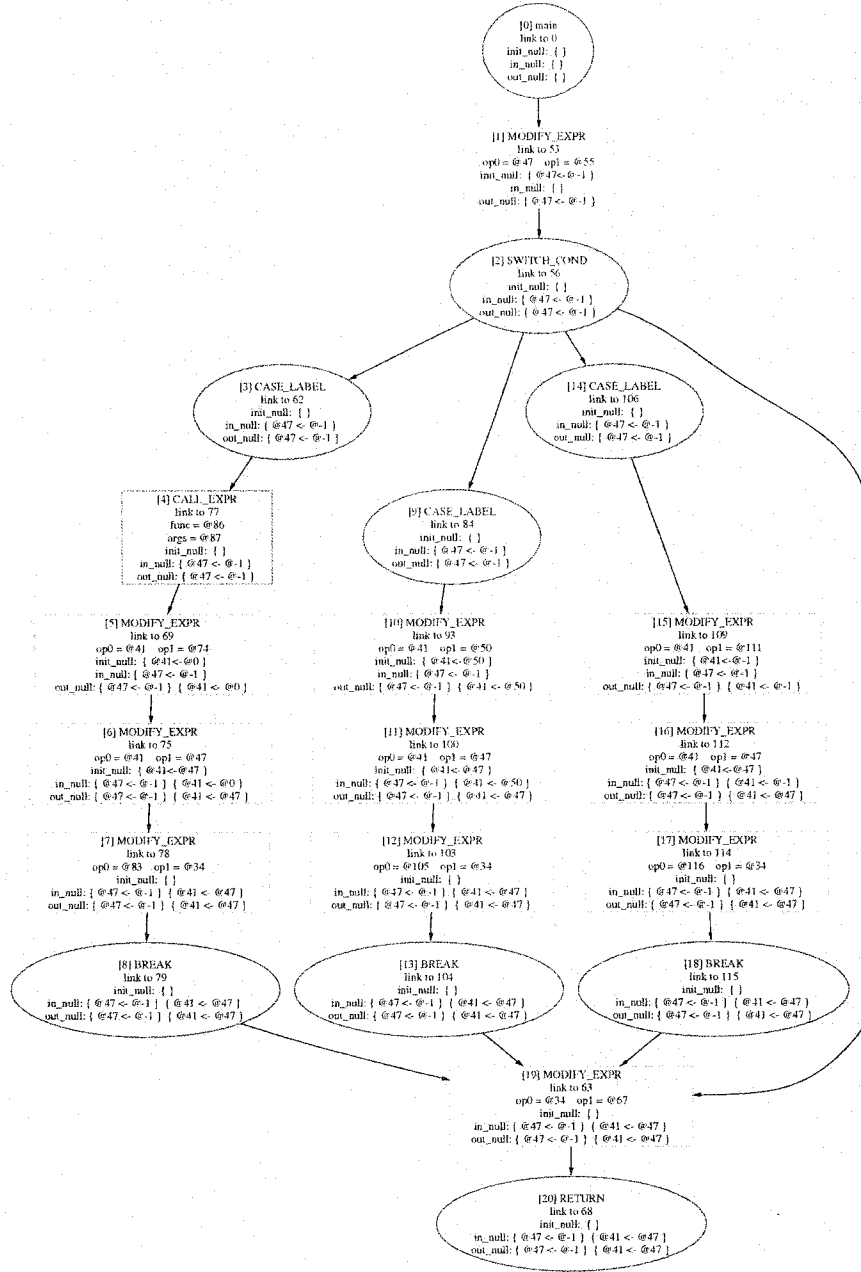 [0] main
link to 0
init_null: { }
in_null: { }
out_null: { }
[1] MODIFY_EXPR
link to 53
op0 = @47 op1 = @55
init_null: { @47<-@-1 }
in_null: { }
out_null: { @47 <- @-1 }
[2] SWITCH_COND
link to 56
init_null: { }
in_null: { @47 <- @-1 }
out_null: { @47 <- @-1 }
[3] CASE_LABEL
link to 62
init_null: { }
in_null: { @47 <- @-1 }
out_null: { @47 <- @-1 }
[14] CASE_LABEL
link to 106
init_null: { }
in_null: { @47 <- @-1 }
out_null: { @47 <- @-1 }
[4] CALL_EXPR
link to 77
func = @86
args = @87
init_null: { }
in_null: { @47 <- @-1 }
out_null: { @47 <- @-1 }
[9] CASE_LABEL
link to 84
init_null: { }
in_null: { @47 <- @-1 }
out_null: { @47 <- @-1 }
[5] MODIFY_EXPR
link to 69
op0 = @41 op1 = @74
init_null: { @41<-@0 }
in_null: { @47 <- @-1 }
out_null: { @47 <- @-1 } { @41 <- @0 }
[10] MODIFY_EXPR
link to 93
op0 = @41 op1 = @50
init_null: { @41<-@50 }
in_null: { @47 <- @-1 }
out_null: { @47 <- @-1 } { @41 <- @50 }
[15] MODIFY_EXPR
link to 109
op0 = @41 op1 = @111
init_null: { @41<-@-1 }
in_null: { @47 <- @-1 }
out_null: { @47 <- @-1 } { @41 <- @-1 }
[6] MODIFY_EXPR
link to 75
op0 = @41 op1 = @47
init_null: { @41<-@47 }
in_null: { @47 <- @-1 } { @41 <- @0 }
out_null: { @47 <- @-1 } { @41 <- @47 }
[11] MODIFY_EXPR
link to 100
op0 = @41 op1 = @47
init_null: { @41<-@47 }
in_null: { @47 <- @-1 } { @41 <- @50 }
out_null: { @47 <- @-1 } { @41 <- @47 }
[16] MODIFY_EXPR
link to 112
op0 = @41 op1 = @47
init_null: { @41<-@47 }
in_null: { @47 <- @-1 } { @41 <- @-1 }
out_null: { @47 <- @-1 } { @41 <- @47 }
[7] MODIFY_EXPR
link to 78
op0 = @83 op1 = @34
init_null: { }
in_null: { @47 <- @-1 } { @41 <- @47 }
out_null: { @47 <- @-1 } { @41 <- @47 }
[12] MODIFY_EXPR
link to 103
op0 = @105 op1 = @34
init_null: { }
in_null: { @47 <- @-1 } { @41 <- @47 }
out_null: { @47 <- @-1 } { @41 <- @47 }
[17] MODIFY_EXPR
link to 114
op0 = @116 op1 = @34
init_null: { }
in_null: { @47 <- @-1 } { @41 <- @47 }
out_null: { @47 <- @-1 } { @41 <- @47 }
[8] BREAK
link to 79
init_null: { }
in_null: { @47 <- @-1 } { @41 <- @47 }
out_null: { @47 <- @-1 } { @41 <- @47 }
[13] BREAK
link to 104
init_null: { }
in_null: { @47 <- @-1 } { @41 <- @47 }
out_null: { @47 <- @-1 } { @41 <- @47 }
[18] BREAK
link to 115
init_null: { }
in_null: { @47 <- @-1 } { @41 <- @47 }
out_null: { @47 <- @-1 } { @41 <- @47 }
[19] MODIFY_EXPR
link to 63
op0 = @34 op1 = @67
init_null: { }
in_null: { @47 <- @-1 } { @41 <- @47 }
out_null: { @47 <- @-1 } { @41 <- @47 }
[20] RETURN
link to 68
init_null: { }
in_null: { @47 <- @-1 } { @41 <- @47 }
out_null: { @47 <- @-1 } { @41 <- @47 }